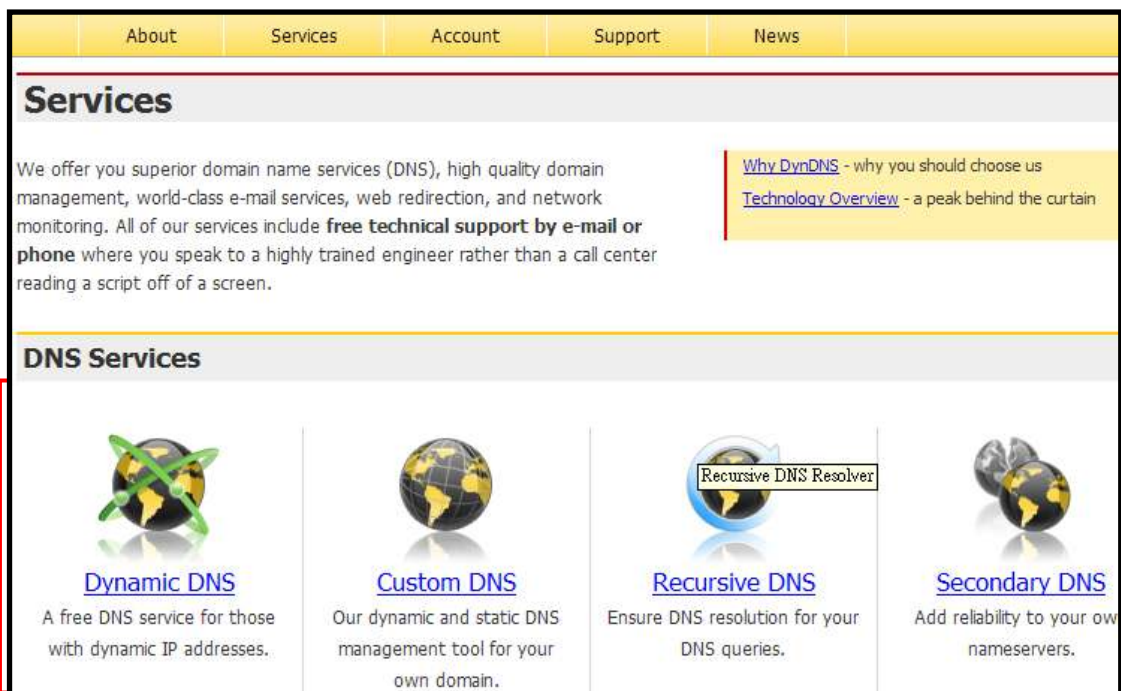 About Services Account Support News
Services
We offer you superior domain name services (DNS), high quality domain
management, world-class e-mail services, web redirection, and network
monitoring. All of our services include free technical support by e-mail or
phone where you speak to a highly trained engineer rather than a call center
reading a script off of a screen.
Why DynDNS - why you should choose us
Technology Overview - a peak behind the curtain
DNS Services
Recursive DNS Resolver
Dynamic DNS
A free DNS service for those
with dynamic IP addresses.
Custom DNS
Our dynamic and static DNS
management tool for your
own domain.
Recursive DNS
Ensure DNS resolution for your
DNS queries.
Secondary DNS
Add reliability to your ow
nameservers.